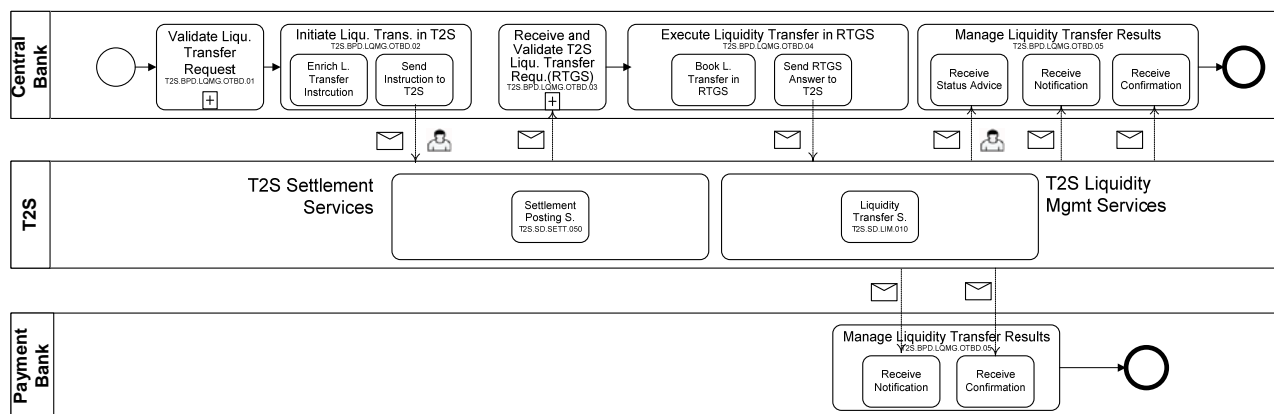 Central
Bank
Validate Liqu.
Transfer
Request
T2S.BPD.LQMG.OTBD.01
+
Initiate Liqu. Trans. in T2S
T2S.BPD.LQMG.OTBD.02
Enrich L.
Transfer
Instrcution
Send
Instruction to
T2S
Receive and
Validate T2S
Liqu. Transfer
Requ.(RTGS)
T2S.BPD.LQMG.OTBD.03
+
Execute Liquidity Transfer in RTGS
T2S.BPD.LQMG.OTBD.04
Book L.
Transfer in
RTGS
Send RTGS
Answer to
T2S
Manage Liquidity Transfer Results
T2S.BPD.LQMG.OTBD.05
Receive
Status Advice
Receive
Notification
Receive
Confirmation
T2S
T2S Settlement
Services
Settlement
Posting S.
T2S.SD.SETT.050
Liquidity
Transfer S.
T2S.SD.LIM.010
T2S Liquidity
Mgmt Services
Payment
Bank
Manage Liquidity Transfer Results
T2S.BPD.LQMG.OTBD.05
Receive
Notification
Receive
Confirmation